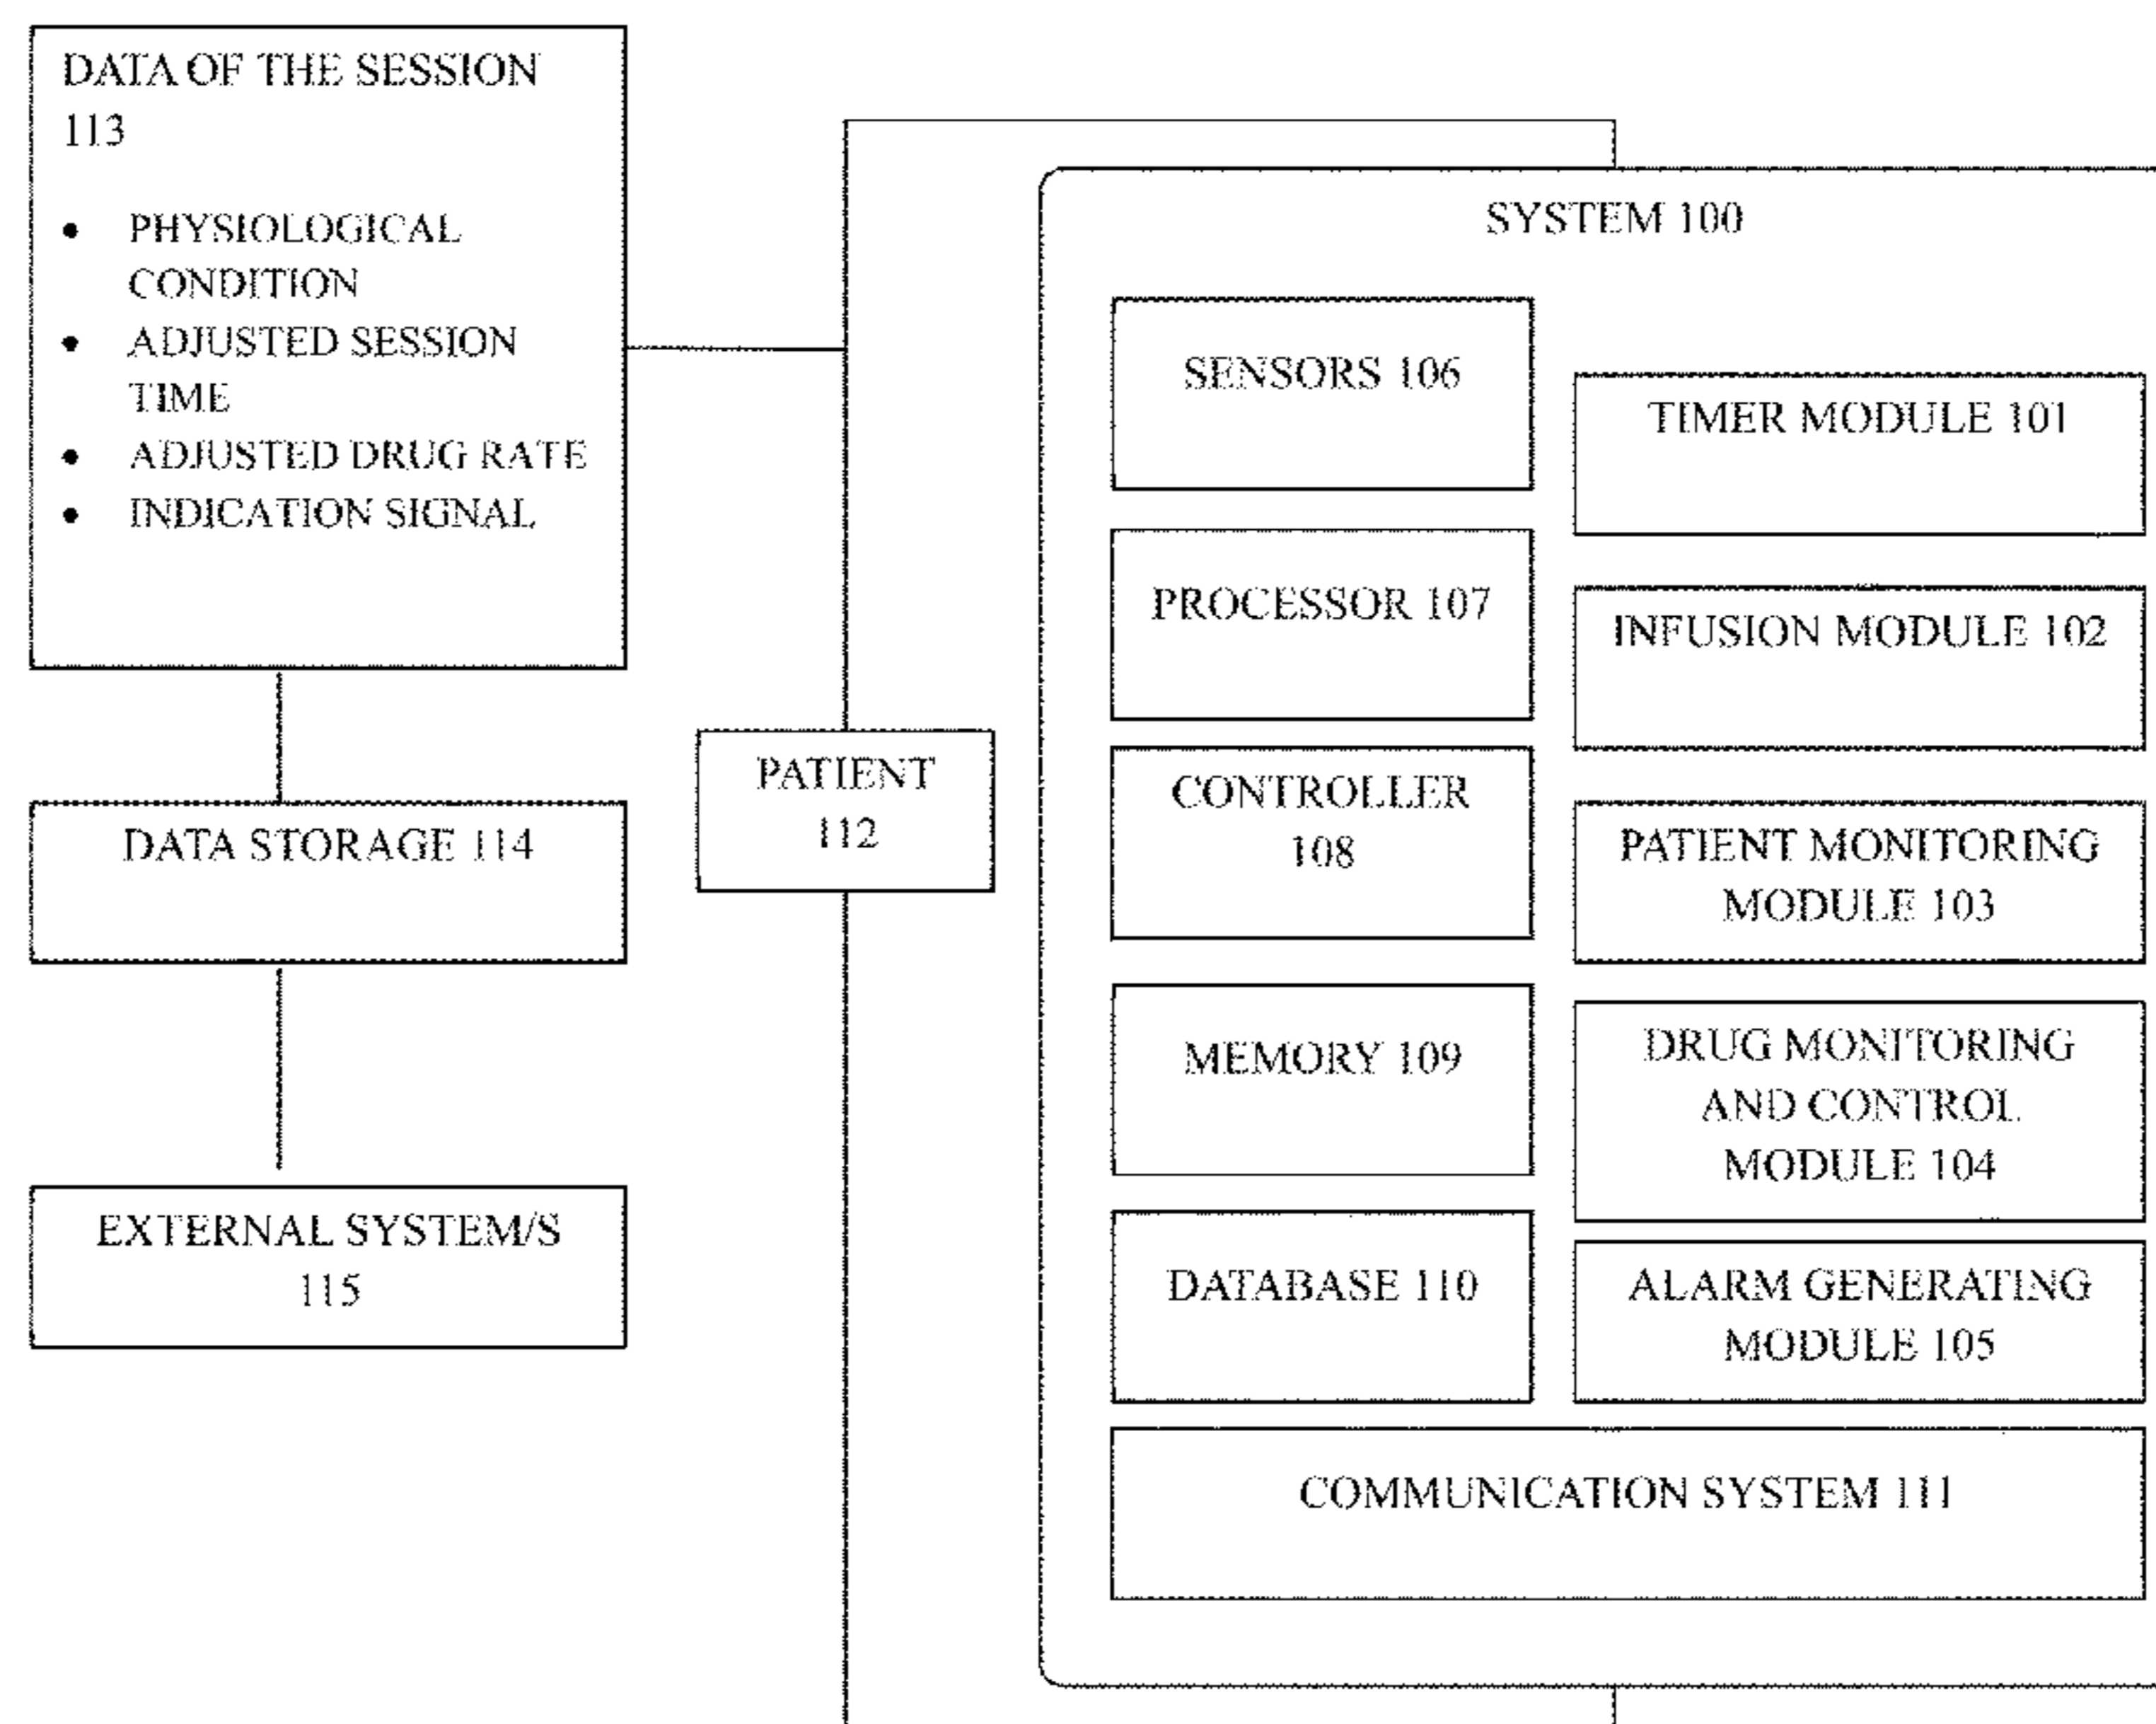 DATA OF THE SESSION
113
• PHYSIOLOGICAL
CONDITION
• ADJUSTED SESSION
TIME
• ADJUSTED DRUG RATE
• INDICATION SIGNAL
DATA STORAGE 114
EXTERNAL SYSTEM/S
115
PATIENT
112
SYSTEM 100
SENSORS 106
PROCESSOR 107
CONTROLLER
108
MEMORY 109
DATABASE 110
TIMER MODULE 101
INFUSION MODULE 102
PATIENT MONITORING
MODULE 103
DRUG MONITORING
AND CONTROL
MODULE 104
ALARM GENERATING
MODULE 105
COMMUNICATION SYSTEM 111